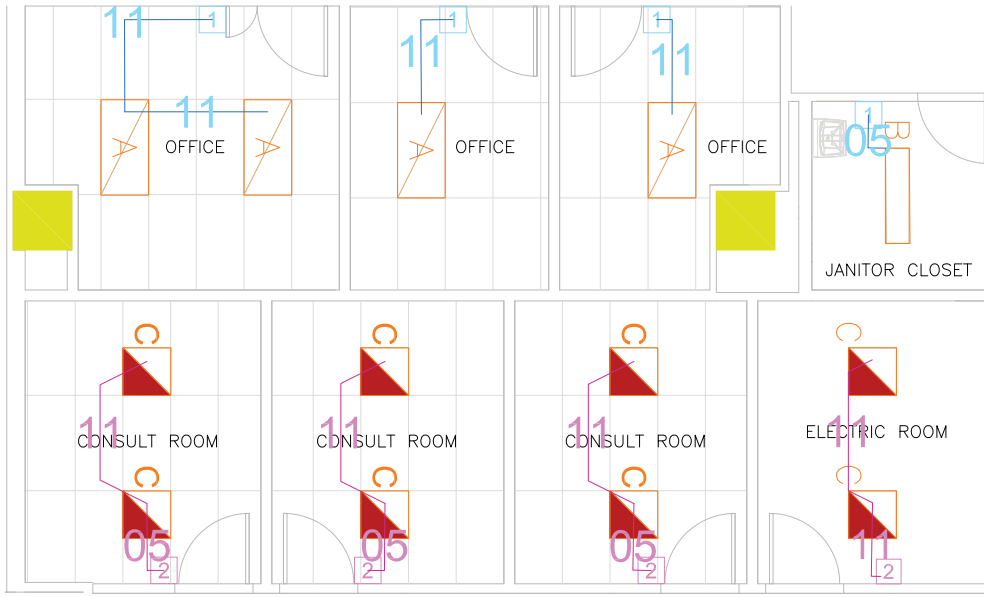 11 1 1 1
11 11
11
A OFFICE A A OFFICE A OFFICE
1 B
05
JANITOR CLOSET
C C C C
11 11 11 11
CONSULT ROOM CONSULT ROOM CONSULT ROOM ELECTRIC ROOM
C C C C
05 05 05 11
2 2 2 2